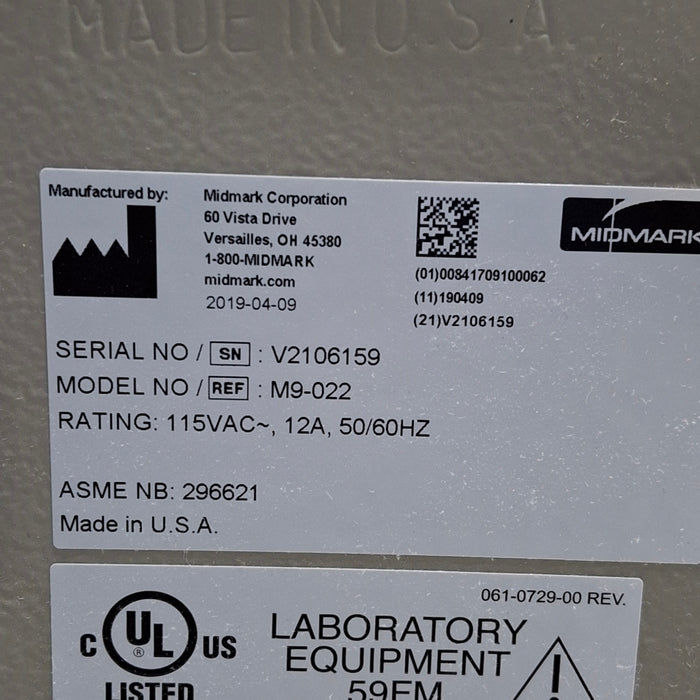 MADE IN U.S.A.
Manufactured by:
Midmark Corporation
60 Vista Drive
Versailles, OH 45380
1-800-MIDMARK
midmark.com
2019-04-09
(01)00841709100062
(11)190409
(21)V2106159
MIDMARK
SERIAL NO / SN : V2106159
MODEL NO / REF : M9-022
RATING: 115VAC~, 12A, 50/60HZ
ASME NB: 296621
Made in U.S.A.
061-0729-00 REV.
C UL ® US
LISTED
LABORATORY
EQUIPMENT
59EM